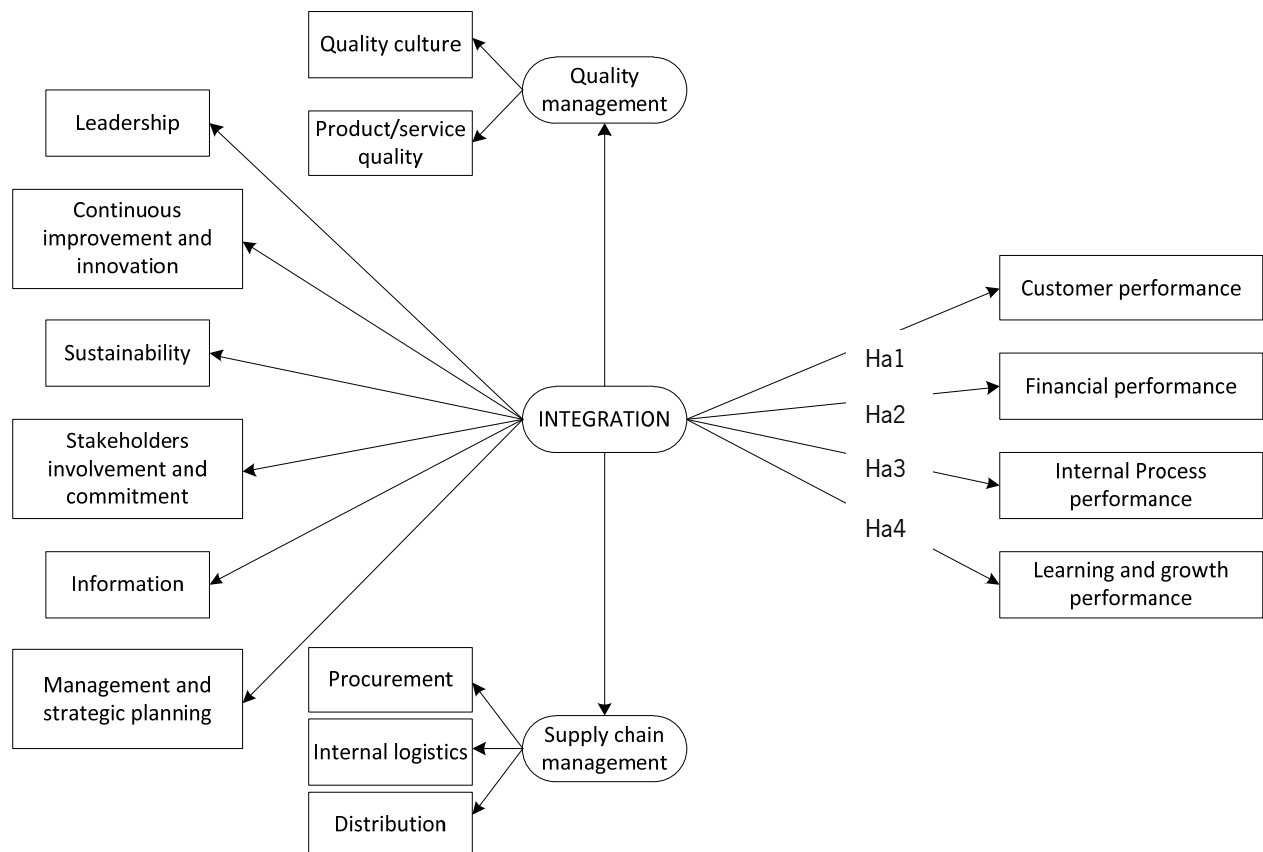 Quality culture
Quality
management
Product/service
quality
Leadership
Continuous
improvement and
innovation
Sustainability
Stakeholders
involvement and
commitment
Information
Management and
strategic planning
INTEGRATION
Ha1
Ha2
Ha3
Ha4
Customer performance
Financial performance
Internal Process
performance
Learning and growth
performance
Procurement
Internal logistics
Distribution
Supply chain
management